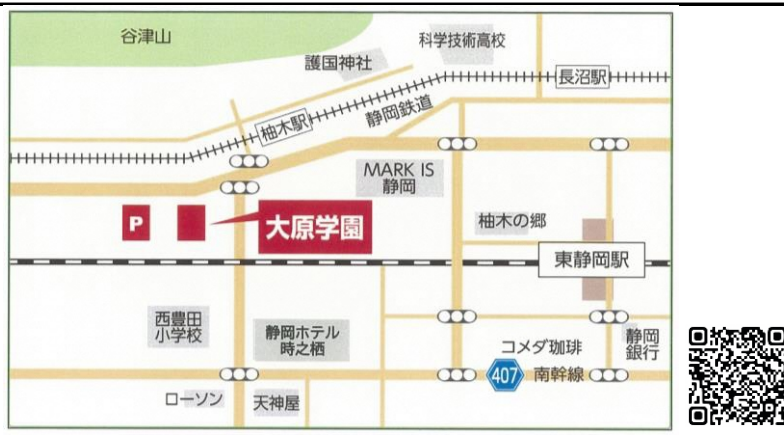 谷津山
科学技術高校
護国神社
長沼駅
静岡鉄道
柚木駅
MARK IS
静岡
P
大原学園
柚木の郷
東静岡駅
西豊田
小学校
静岡ホテル
時之栖
コメダ珈琲
静岡
銀行
407
南幹線
ローソン
天神屋